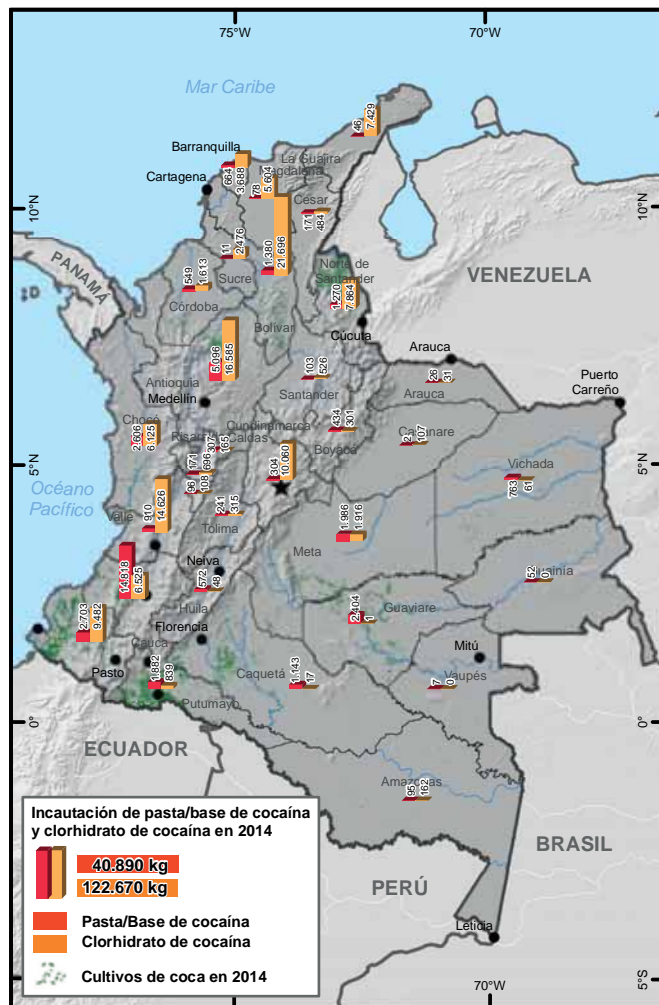 75°W
70°W
Mar Caribe
46
7.429
Barranquilla
664
3.688
La Guajira
Magdalena
78
5.604
Cartagena
Cesar
171
484
10°N
10°N
11
2.476
1.380
21.696
PANAMÁ
549
1.613
Sucre
Norte de
Santander
1.270
7.864
VENEZUELA
Córdoba
Bolívar
Cúcuta
5.096
16.585
103
526
Arauca
26
31
Puerto
Carreño
Antioquia
Santander
Arauca
Medellín
Chocó
2.606
6.125
Cundinamarca
Risaralda
Caldas
307
165
434
301
Boyacá
Casanare
2
107
5°N
5°N
171
696
304
10.060
Vichada
763
61
96
108
Océano
Pacífico
910
14.626
Valle
241
315
Tolima
1.986
1.916
Meta
14.818
6.525
Neiva
572
48
Guainía
52
0
Huila
2.404
1
Guaviare
2.703
9.482
Cauca
Florencia
Mitú
Pasto
1.882
839
Caquetá
1.143
17
Vaupés
7
0
Putumayo
0°
0°
ECUADOR
Amazonas
95
162
Incautación de pasta/base de cocaína
y clorhidrato de cocaína en 2014
40.890 kg
122.670 kg
Pasta/Base de cocaína
Clorhidrato de cocaína
Cultivos de coca en 2014
BRASIL
PERÚ
Leticia
5°S
5°S
70°W
75°W